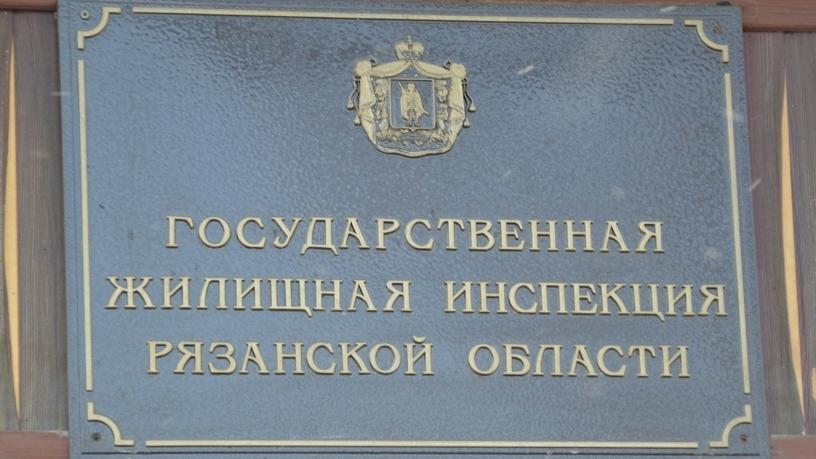 ГОСУДАРСТВЕННАЯ
ЖИЛИЩНАЯ ИНСПЕКЦИЯ
РЯЗАНСКОЙ ОБЛАСТИ